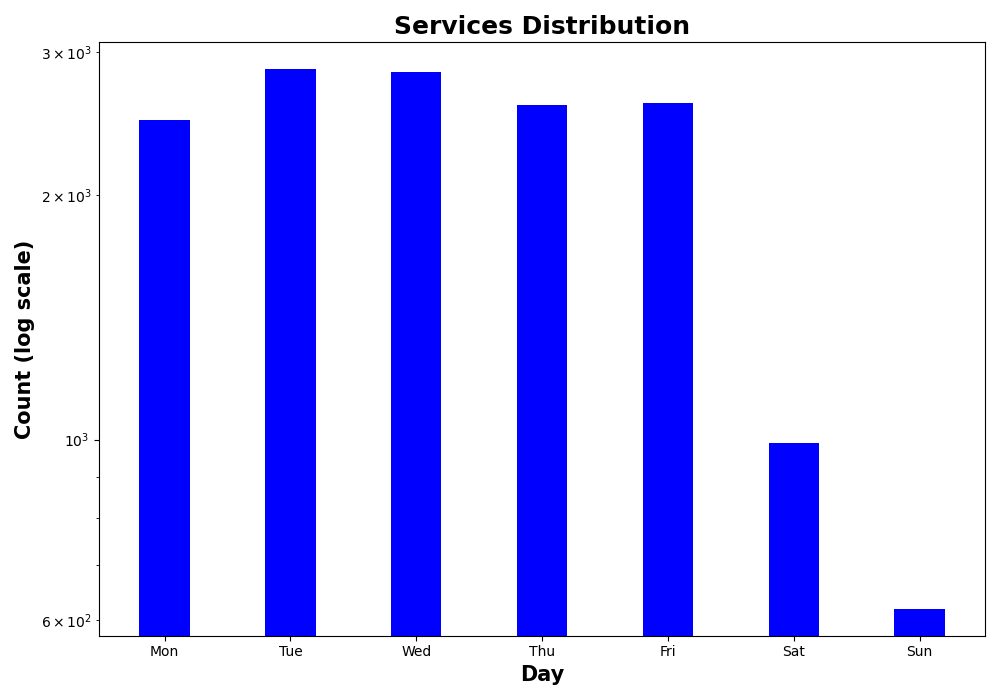 Services Distribution
3 × 10³
2 × 10³
10³
6 × 10²
Count (log scale)
Mon Tue Wed Thu Fri Sat Sun
Day